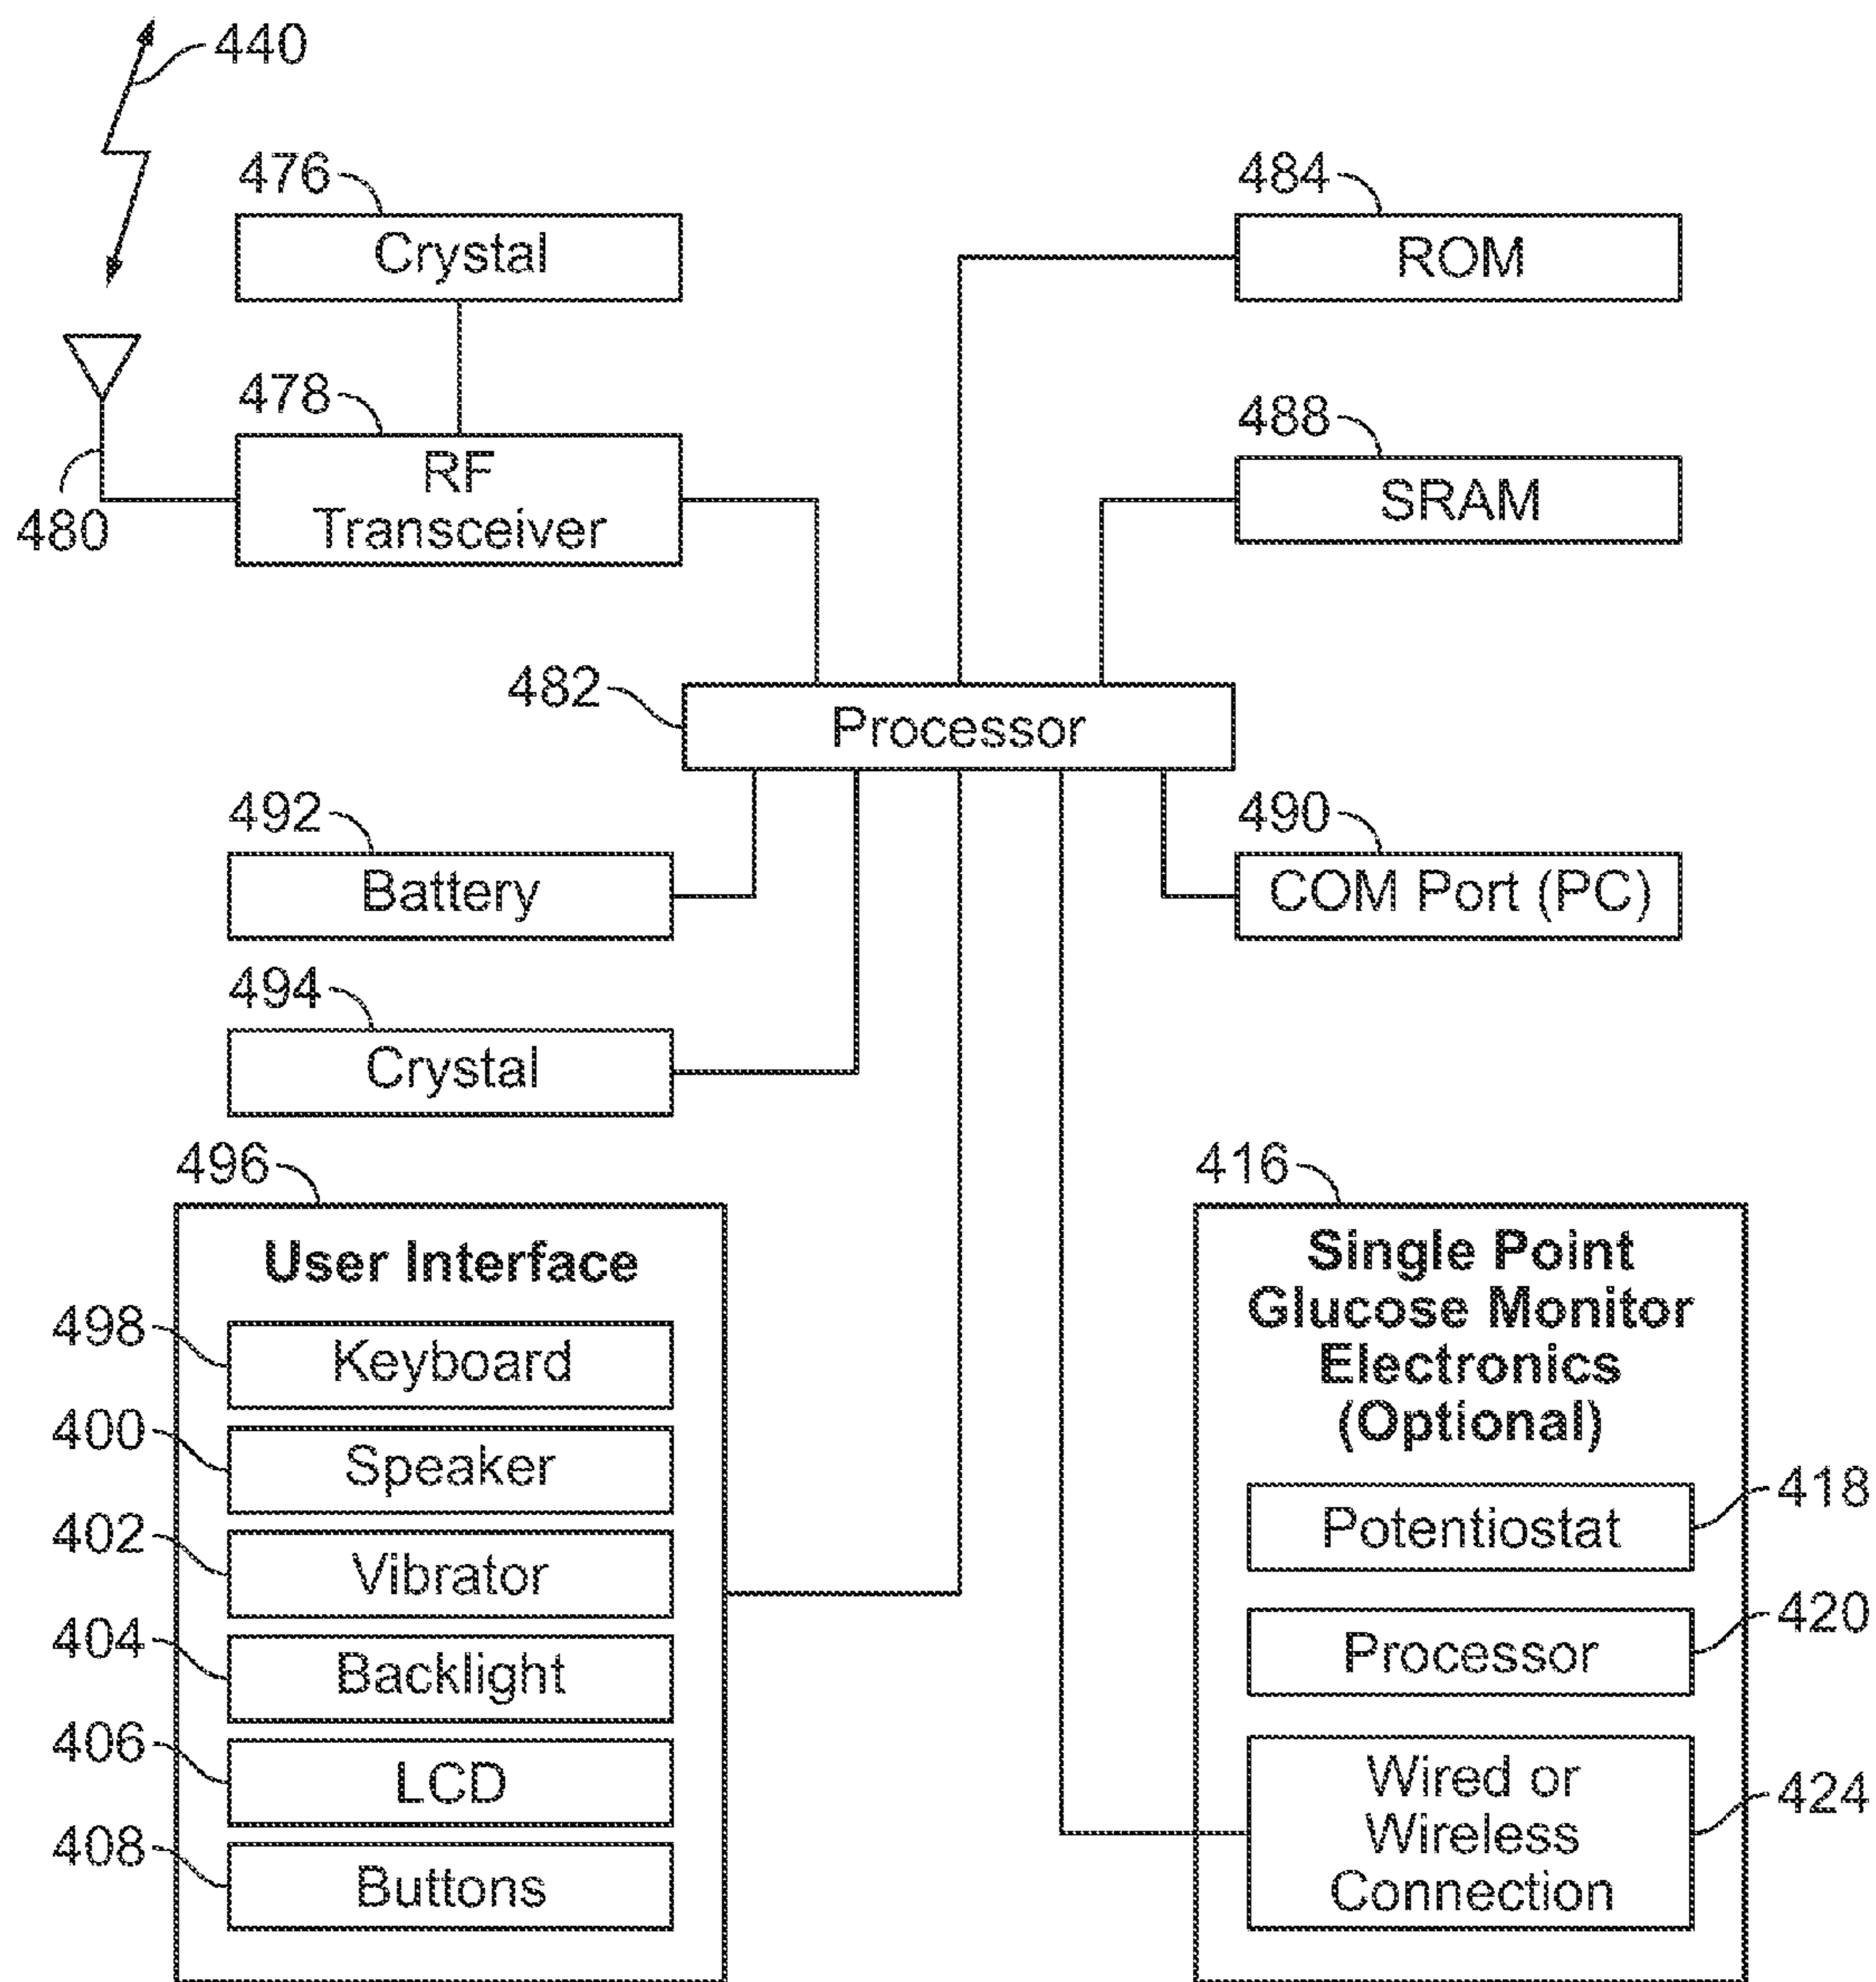 440
476
Crystal
484
ROM
478
RF
Transceiver
480
488
SRAM
482
Processor
492
Battery
490
COM Port (PC)
494
Crystal
496
User Interface
498
Keyboard
400
Speaker
402
Vibrator
404
Backlight
406
LCD
408
Buttons
416
Single Point
Glucose Monitor
Electronics
(Optional)
Potentiostat
418
Processor
420
Wired or
Wireless
Connection
424